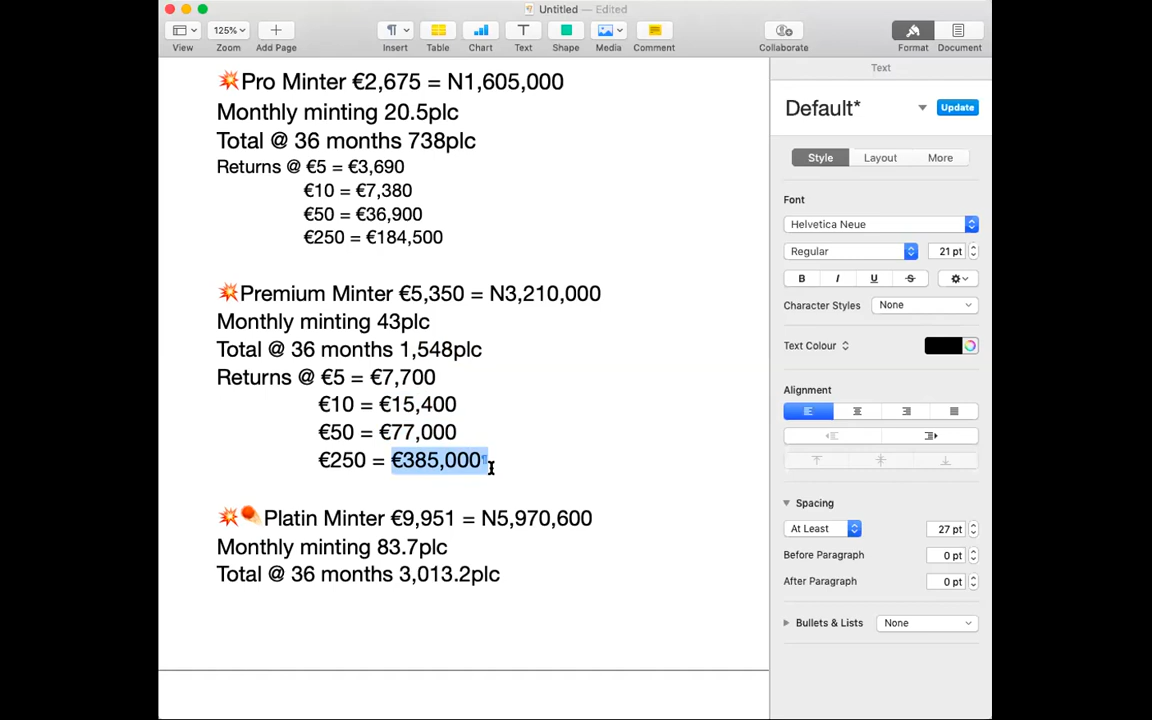 Untitled — Edited
125%
View
Zoom
Add Page
Insert
Table
Chart
Text
Shape
Media
Comment
Collaborate
Format
Document
💥Pro Minter €2,675 = N1,605,000
Monthly minting 20.5plc
Total @ 36 months 738plc
Returns @ €5 = €3,690
€10 = €7,380
€50 = €36,900
€250 = €184,500
💥Premium Minter €5,350 = N3,210,000
Monthly minting 43plc
Total @ 36 months 1,548plc
Returns @ €5 = €7,700
€10 = €15,400
€50 = €77,000
€250 = €385,000¶
💥☄️Platin Minter €9,951 = N5,970,600
Monthly minting 83.7plc
Total @ 36 months 3,013.2plc
Text
Default*
Update
Style
Layout
More
Font
Helvetica Neue
Regular
21 pt
B I U S
Character Styles
None
Text Colour
Alignment
Spacing
At Least
27 pt
Before Paragraph
0 pt
After Paragraph
0 pt
Bullets & Lists
None